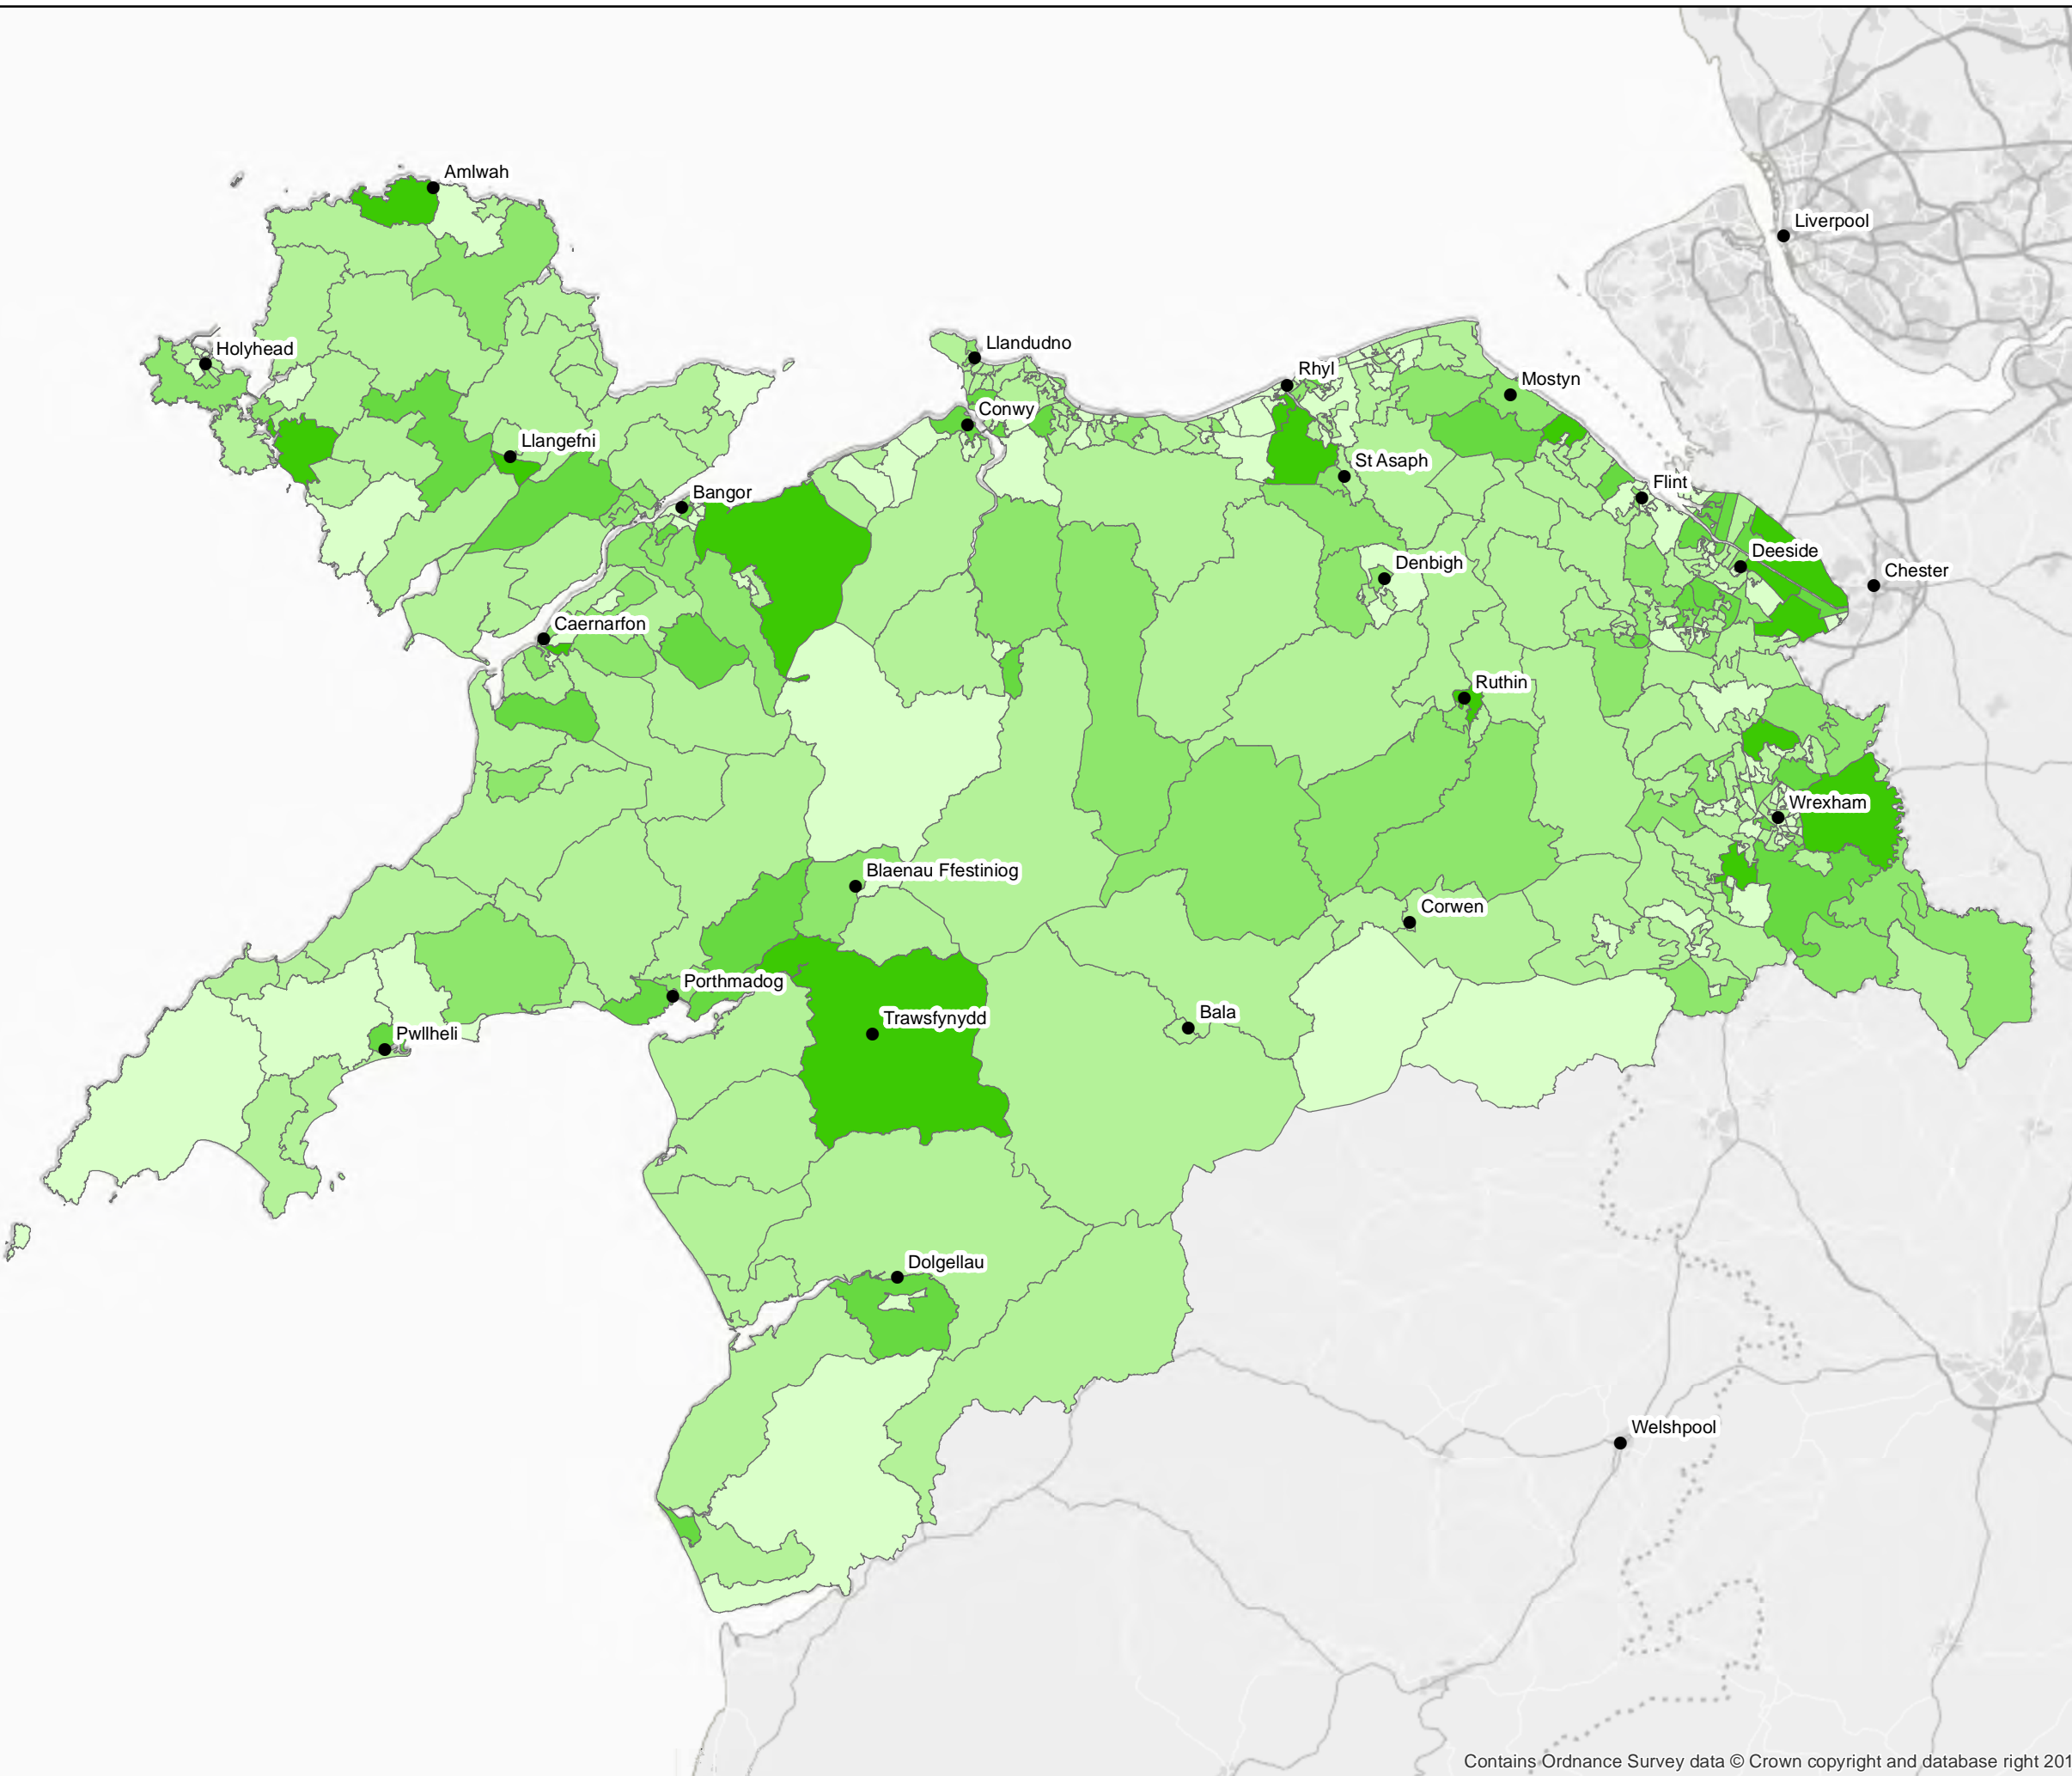 Amlwah
Liverpool
Llandudno
Holyhead
Rhyl
Mostyn
Conwy
Llangefni
St Asaph
Flint
Bangor
Deeside
Denbigh
Chester
Caernarfon
Ruthin
Wrexham
Blaenau Ffestiniog
Corwen
Porthmadog
Trawsfynydd
Bala
Pwllheli
Dolgellau
Welshpool
Contains Ordnance Survey data © Crown copyright and database right 201